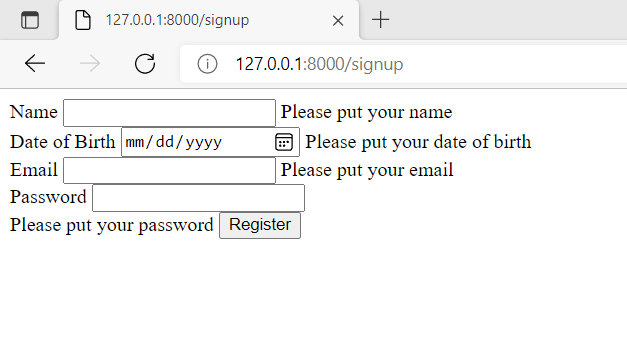 127.0.0.1:8000/signup
127.0.0.1:8000/signup
Name Please put your name
Date of Birth mm/dd/yyyy Please put your date of birth
Email Please put your email
Password
Please put your password Register